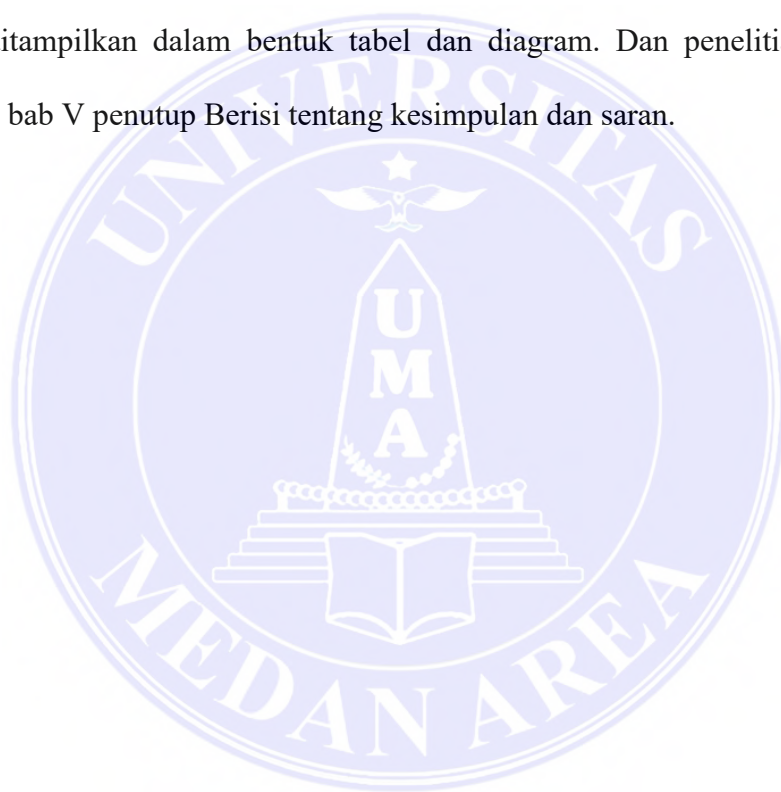 itampilkan dalam bentuk tabel dan diagram. Dan peneliti
bab V penutup Berisi tentang kesimpulan dan saran.
UNIVERSITAS
UMA
MEDAN AREA